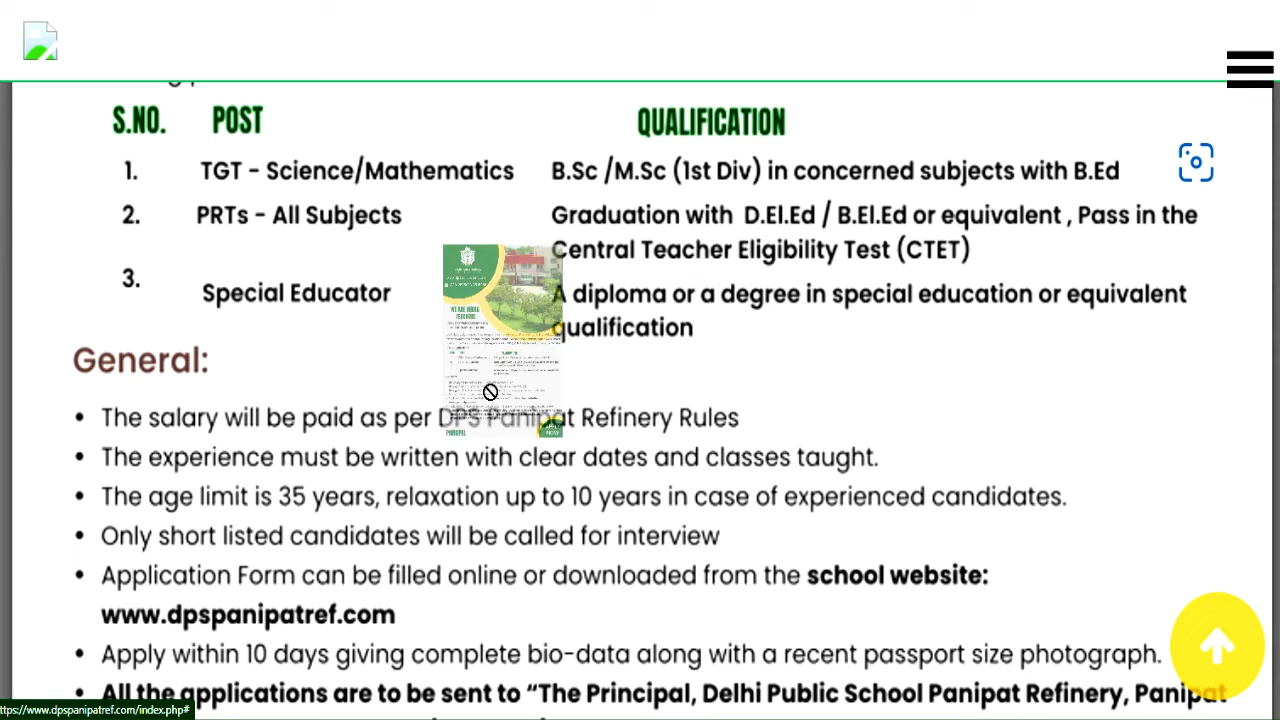 S.NO. POST QUALIFICATION
1. TGT - Science/Mathematics B.Sc /M.Sc (1st Div) in concerned subjects with B.Ed
2. PRTs - All Subjects Graduation with D.El.Ed / B.El.Ed or equivalent , Pass in the
Central Teacher Eligibility Test (CTET)
3. Special Educator A diploma or a degree in special education or equivalent
qualification
General:
• The salary will be paid as per DPS Panipat Refinery Rules
• The experience must be written with clear dates and classes taught.
• The age limit is 35 years, relaxation up to 10 years in case of experienced candidates.
• Only short listed candidates will be called for interview
• Application Form can be filled online or downloaded from the school website:
www.dpspanipatref.com
• Apply within 10 days giving complete bio-data along with a recent passport size photograph.
• All the applications are to be sent to “The Principal, Delhi Public School Panipat Refinery, Panipat
ttps://www.dpspanipatref.com/index.php#
WE ARE HIRING
TEACHERS